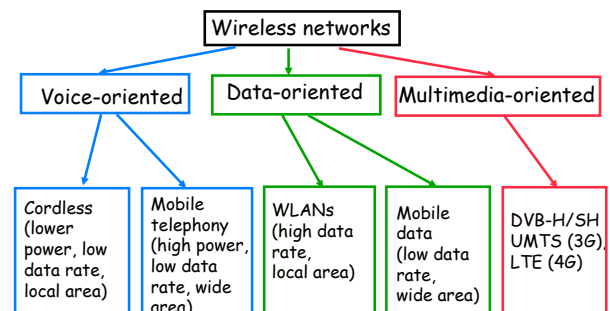 Wireless networks
Voice-oriented
Data-oriented
Multimedia-oriented
Cordless
(lower
power, low
data rate,
local area)
Mobile
telephony
(high power,
low data
rate, wide
area)
WLANs
(high data
rate,
local area)
Mobile
data
(low data
rate,
wide area)
DVB-H/SH
UMTS (3G),
LTE (4G)